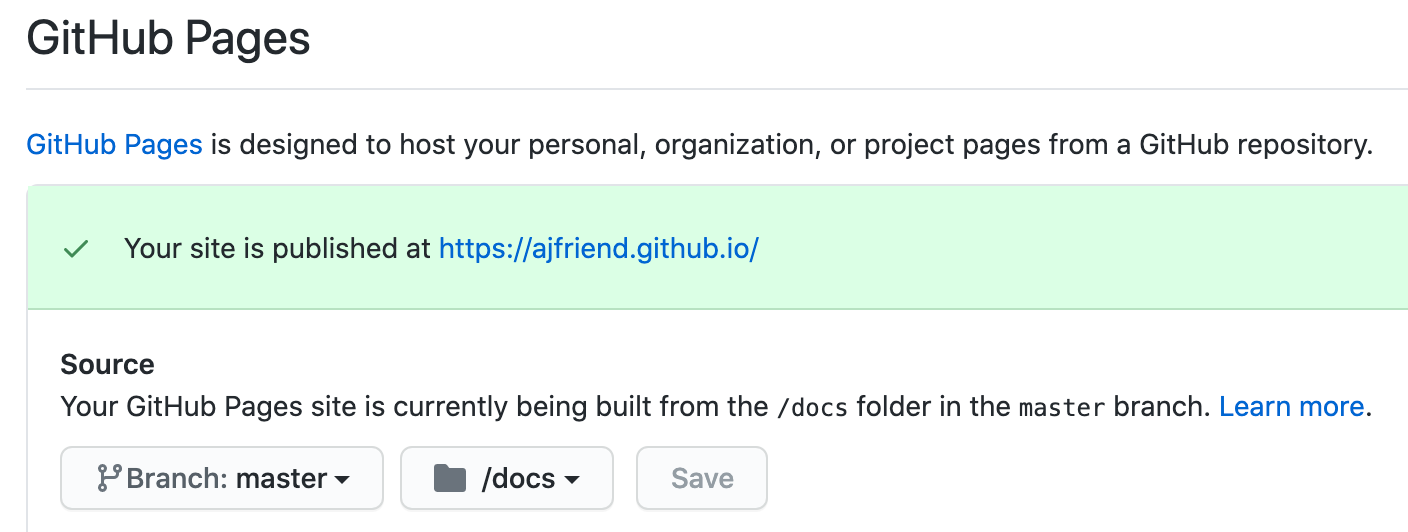 GitHub Pages
GitHub Pages is designed to host your personal, organization, or project pages from a GitHub repository.
Your site is published at https://ajfriend.github.io/
Source
Your GitHub Pages site is currently being built from the /docs folder in the master branch. Learn more.
Branch: master /docs Save